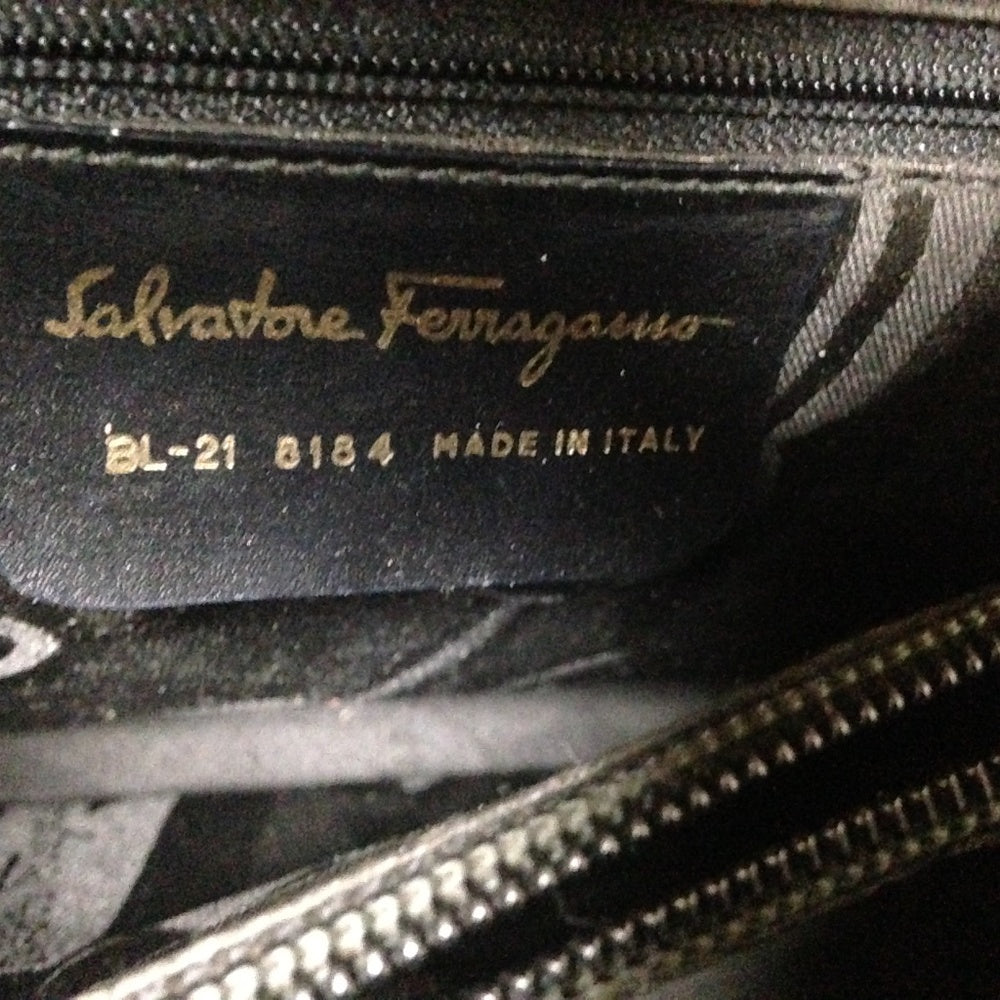 Salvatore Ferragamo
BL-21 8184 MADE IN ITALY